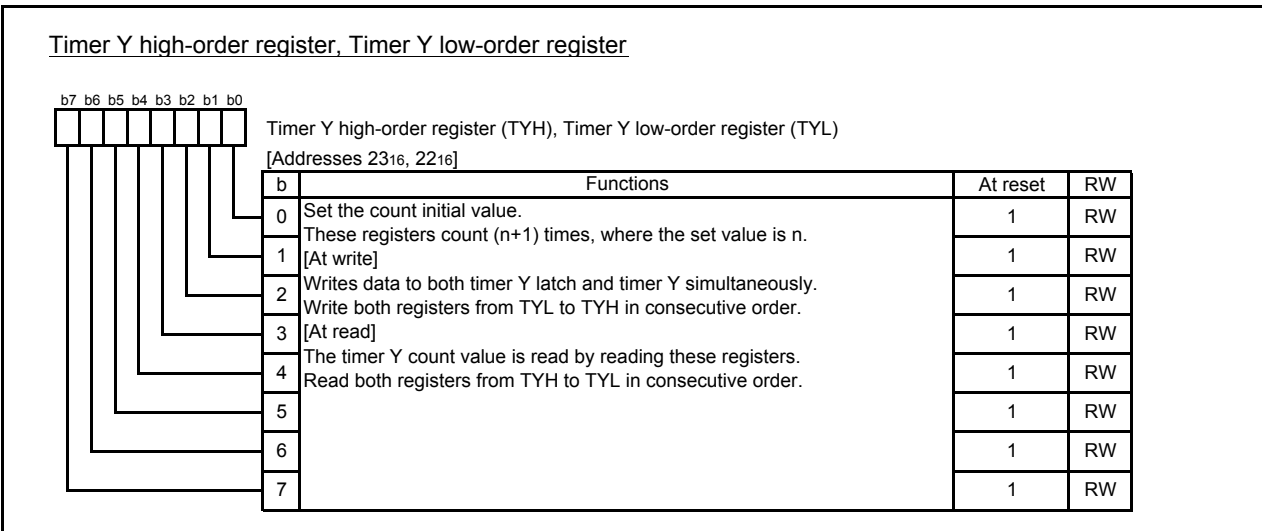 Timer Y high-order register, Timer Y low-order register
b7 b6 b5 b4 b3 b2 b1 b0
Timer Y high-order register (TYH), Timer Y low-order register (TYL)
[Addresses 2316, 2216]
b Functions At reset RW
0 Set the count initial value. 1 RW
These registers count (n+1) times, where the set value is n.
1 [At write] 1 RW
Writes data to both timer Y latch and timer Y simultaneously.
2 1 RW
Write both registers from TYL to TYH in consecutive order.
3 [At read] 1 RW
The timer Y count value is read by reading these registers.
4 1 RW
Read both registers from TYH to TYL in consecutive order.
5 1 RW
6 1 RW
7 1 RW